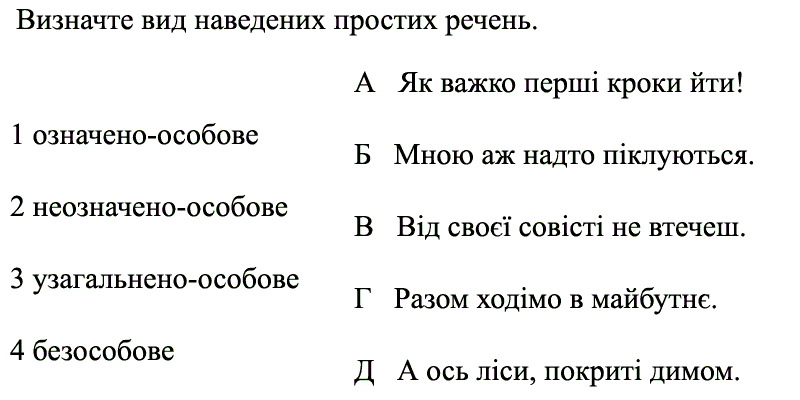 Визначте вид наведених простих речень.
А Як важко перші кроки йти!
1 означено-особове
Б Мною аж надто піклуються.
2 неозначено-особове
В Від своєї совісті не втечеш.
3 узагальнено-особове
Г Разом ходімо в майбутнє.
4 безособове
Д А ось ліси, покриті димом.